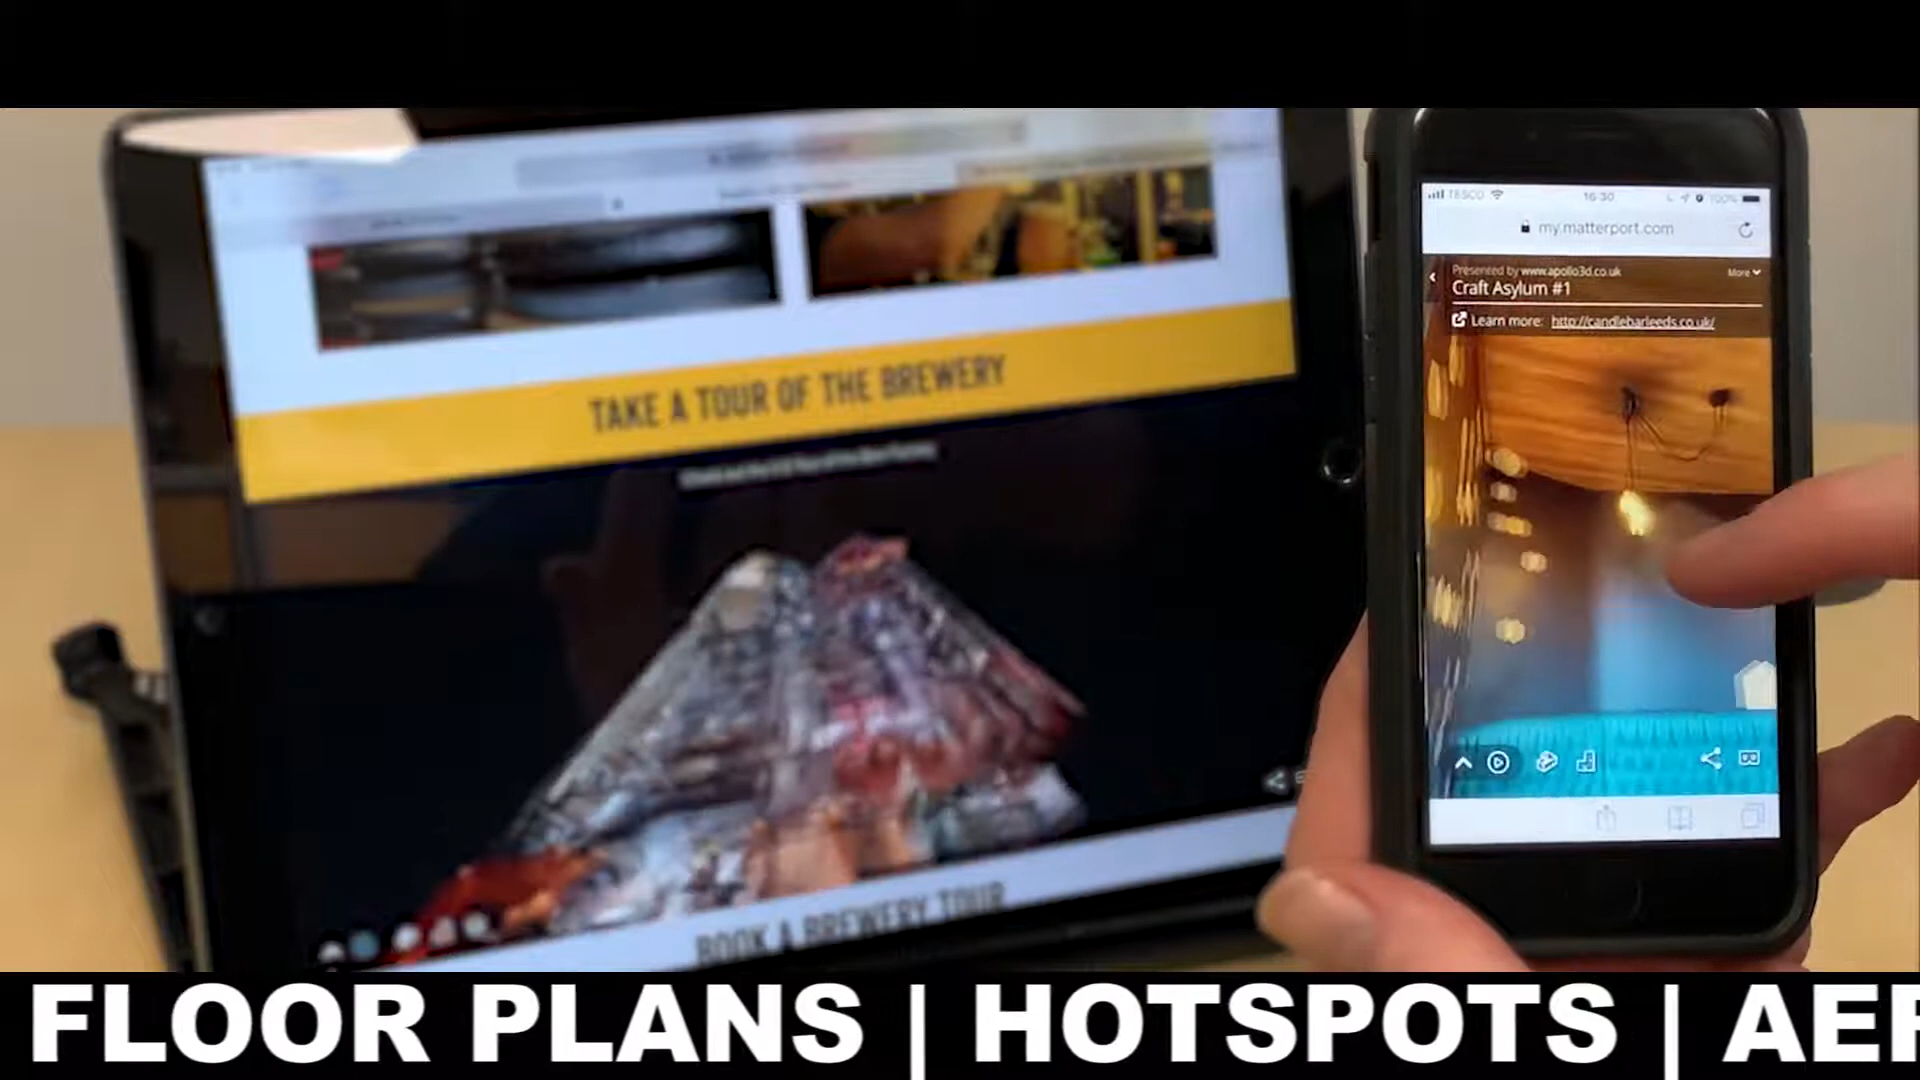 TAKE A TOUR OF THE BREWERY
BOOK A BREWERY TOUR
TESCO
16:30
100%
my.matterport.com
Presented by www.apollo3d.co.uk
More
Craft Asylum #1
Learn more: http://candlebarleeds.co.uk/
FLOOR PLANS | HOTSPOTS | AER